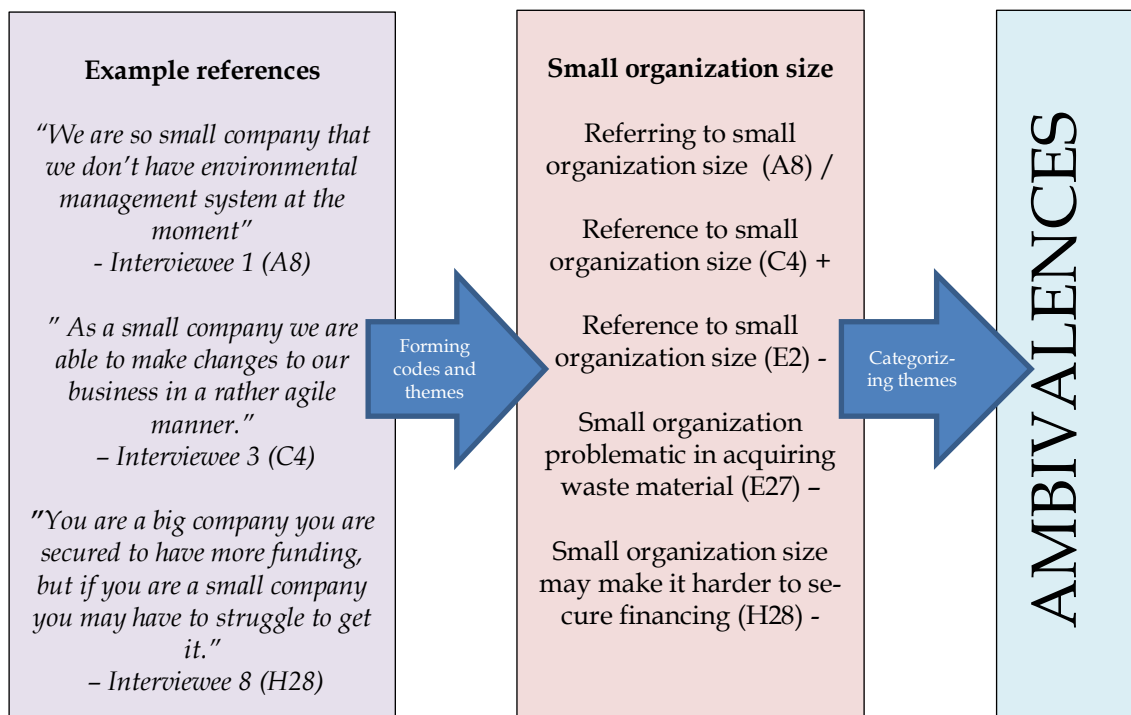 Example references
“We are so small company that
we don’t have environmental
management system at the
moment”
- Interviewee 1 (A8)
” As a small company we are
able to make changes to our
business in a rather agile
manner.”
– Interviewee 3 (C4)
”You are a big company you are
secured to have more funding,
but if you are a small company
you may have to struggle to get
it.”
– Interviewee 8 (H28)
Forming
codes and
themes
Small organization size
Referring to small
organization size (A8) /
Reference to small
organization size (C4) +
Reference to small
organization size (E2) -
Small organization
problematic in acquiring
waste material (E27) –
Small organization size
may make it harder to se-
cure financing (H28) -
Categoriz-
ing themes
AMBIVALENCES